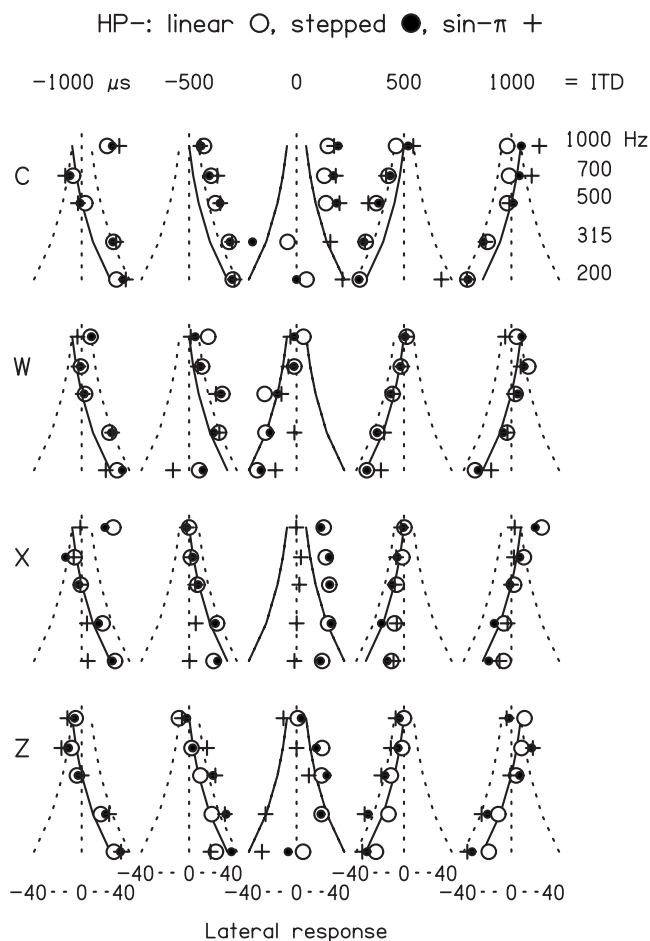 HP-: linear ○, stepped ●, sin-π +
-1000 μs -500 0 500 1000 = ITD
1000 Hz
C 700
500
315
200
W
X
Z
-40·· 0 ··40 -40·· 0 ··40
-40·· 0 ··40 -40·· 0 ··40 -40·· 0 ··40
Lateral response